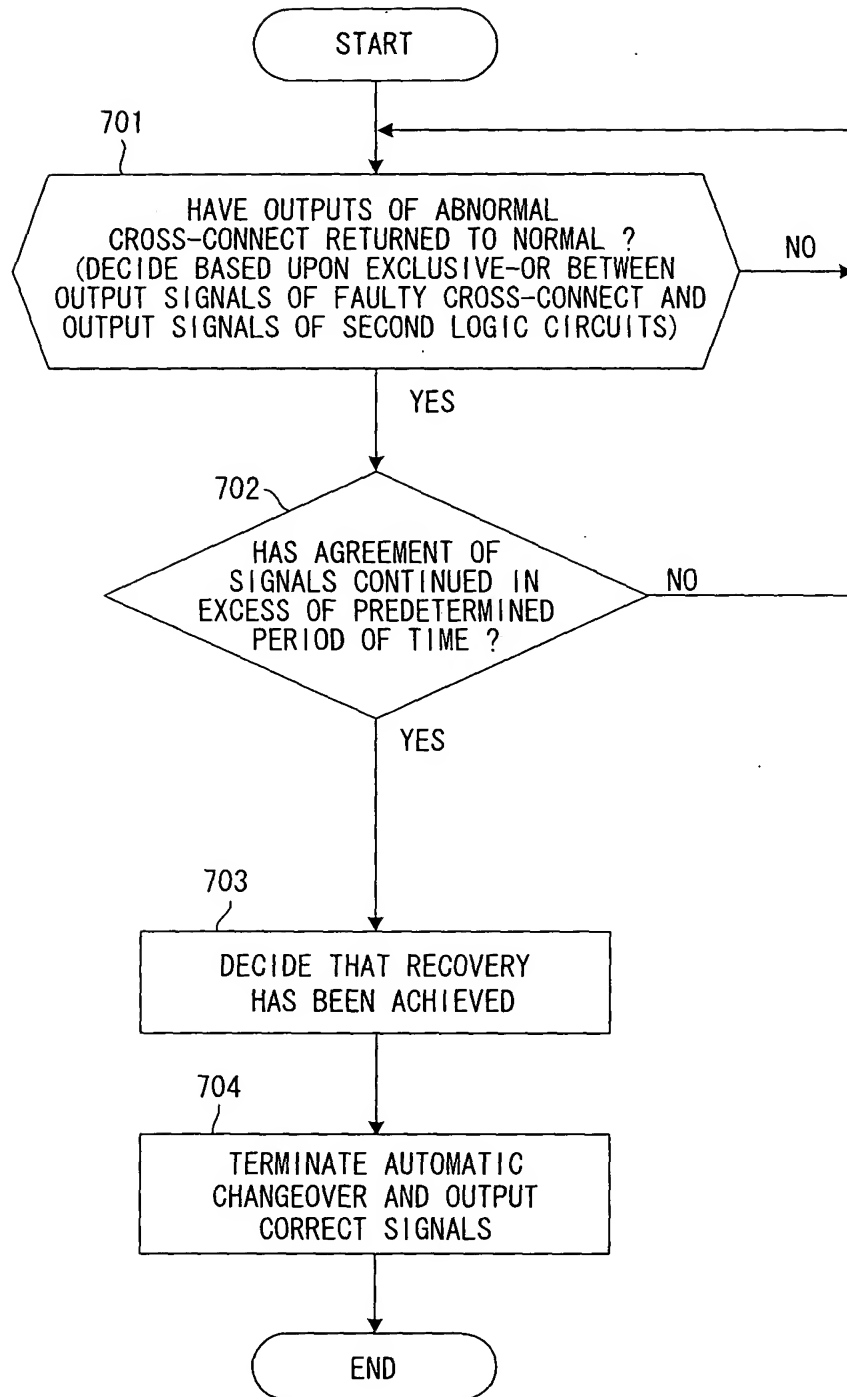 START
701
HAVE OUTPUTS OF ABNORMAL
CROSS-CONNECT RETURNED TO NORMAL ?
(DECIDE BASED UPON EXCLUSIVE-OR BETWEEN
OUTPUT SIGNALS OF FAULTY CROSS-CONNECT AND
OUTPUT SIGNALS OF SECOND LOGIC CIRCUITS)
NO
YES
702
HAS AGREEMENT OF
SIGNALS CONTINUED IN
EXCESS OF PREDETERMINED
PERIOD OF TIME ?
NO
YES
703
DECIDE THAT RECOVERY
HAS BEEN ACHIEVED
704
TERMINATE AUTOMATIC
CHANGEOVER AND OUTPUT
CORRECT SIGNALS
END